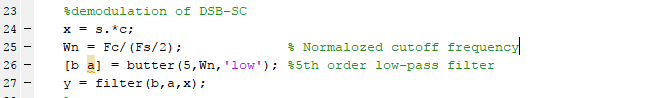 23 %demodulation of DSB-SC
24 - x = s.*c;
25 - Wn = Fc/(Fs/2); % Normalozed cutoff frequency
26 - [b a] = butter(5,Wn,'low'); %5th order low-pass filter
27 - y = filter(b,a,x);